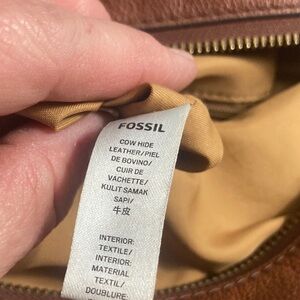 FOSSIL
COW HIDE
LEATHER/PIEL
DE BOVINO/
CUIR DE
VACHETTE/
KULIT SAMAK
SAPI/
牛皮
INTERIOR:
TEXTILE/
INTERIOR:
MATERIAL
TEXTIL/
DOUBLURE: